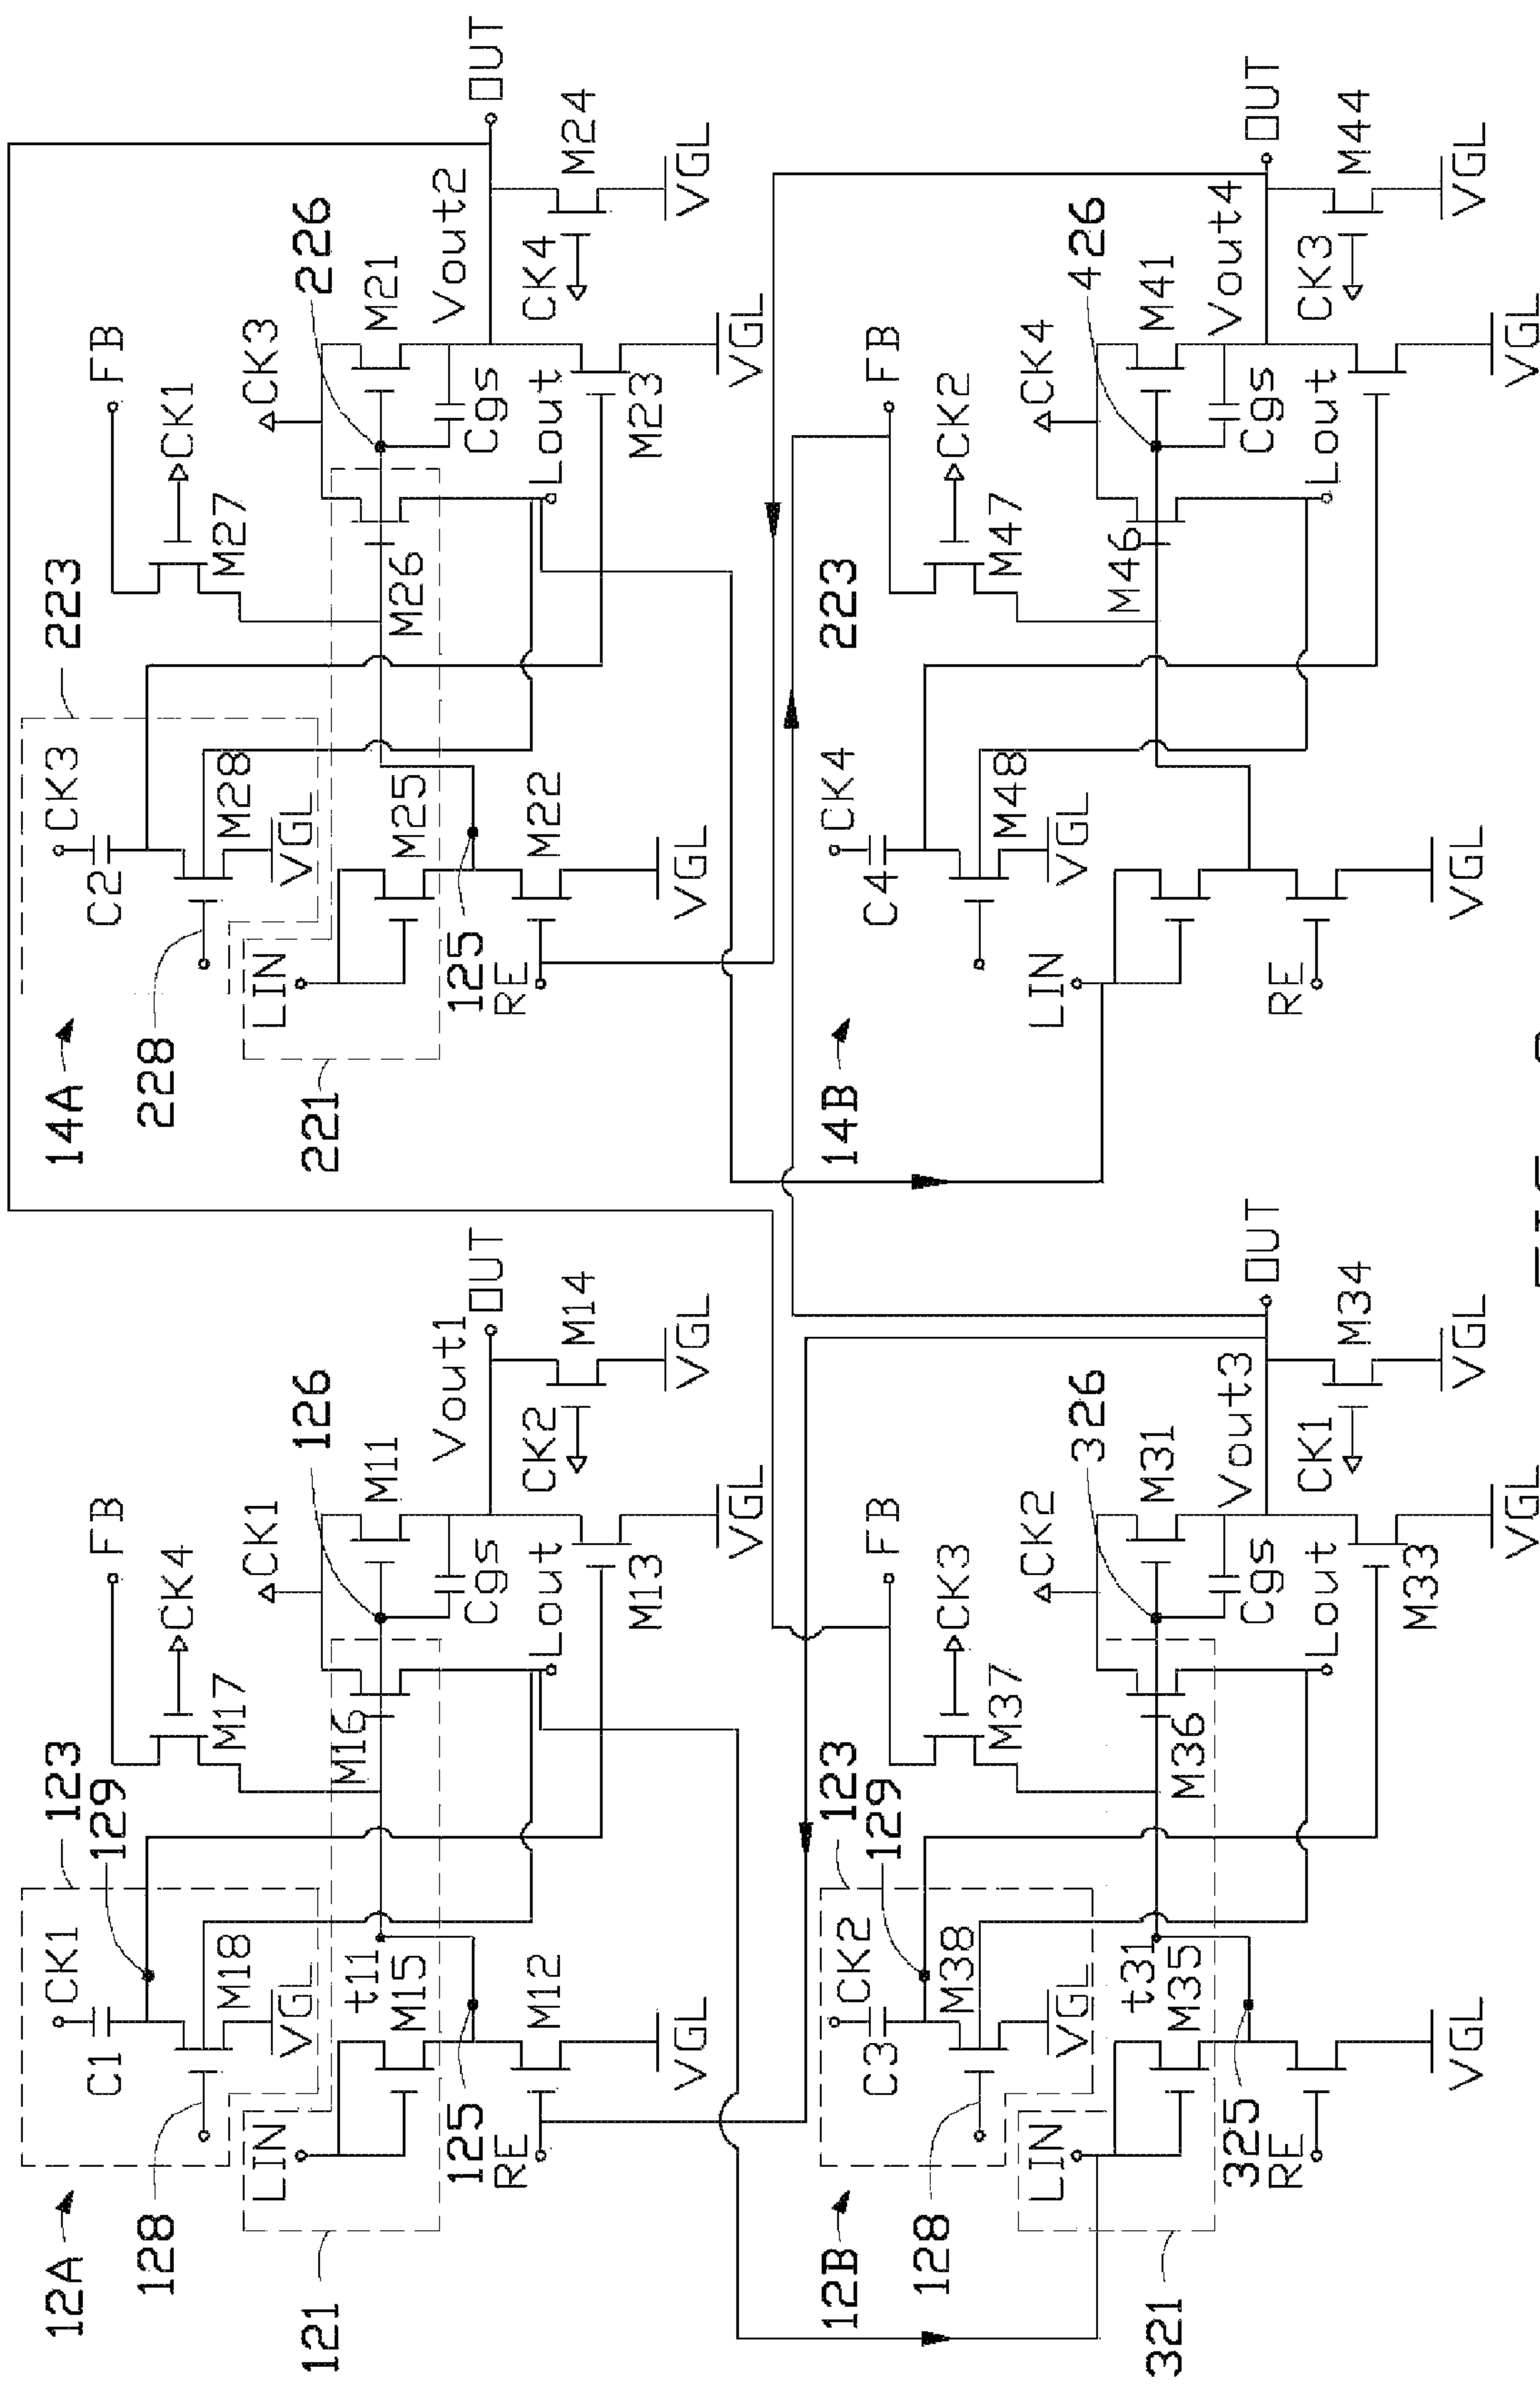 12A
CK1
123
129
FB
C1
M18
VGL
128
M17
CK4
CK1
126
M11
LIN
121
t11
M15
M16
Cgs
Vout1
OUT
125
RE
M12
VGL
Lout
M13
VGL
CK2
M14
VGL
14A
CK3
223
FB
C2
M28
VGL
228
M27
CK1
CK3
226
M21
LIN
221
M25
M26
Cgs
Vout2
OUT
125
RE
M22
VGL
Lout
M23
VGL
CK4
M24
VGL
12B
CK2
123
129
FB
C3
M38
VGL
128
M37
CK3
CK2
326
M31
LIN
321
t31
M35
M36
Cgs
Vout3
OUT
325
RE
VGL
Lout
M33
VGL
CK1
M34
VGL
14B
CK4
223
FB
C4
M48
VGL
M47
CK2
CK4
426
M41
LIN
M46
Cgs
Vout4
OUT
RE
VGL
Lout
VGL
CK3
M44
VGL